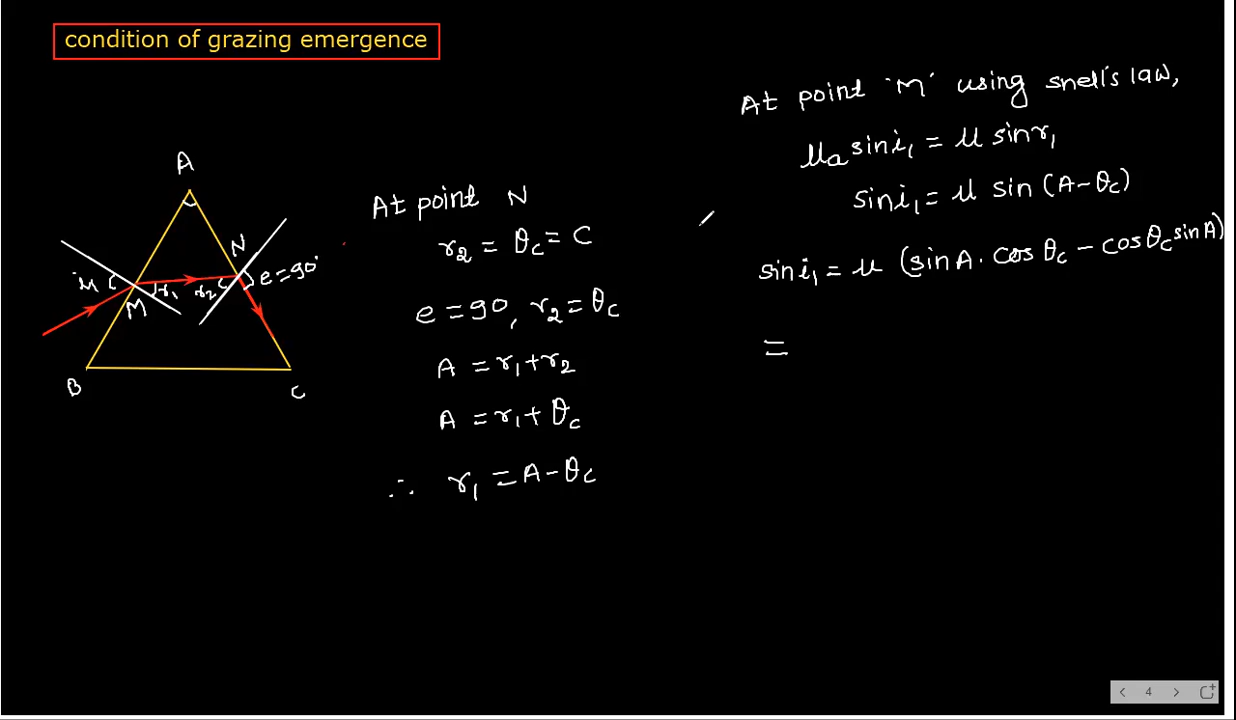 condition of grazing emergence
A
B
C
M
N
i
r₁
r₂
C
e = 90°
At point N
r₂ = θc = C
e = 90, r₂ = θc
A = r₁ + r₂
A = r₁ + θc
∴ r₁ = A - θc
At point 'M' using snell's law,
μa sin i₁ = μ sin r₁
sin i₁ = μ sin (A - θc)
sin i₁ = μ (sin A · cos θc - cos θc sin A)
=
4